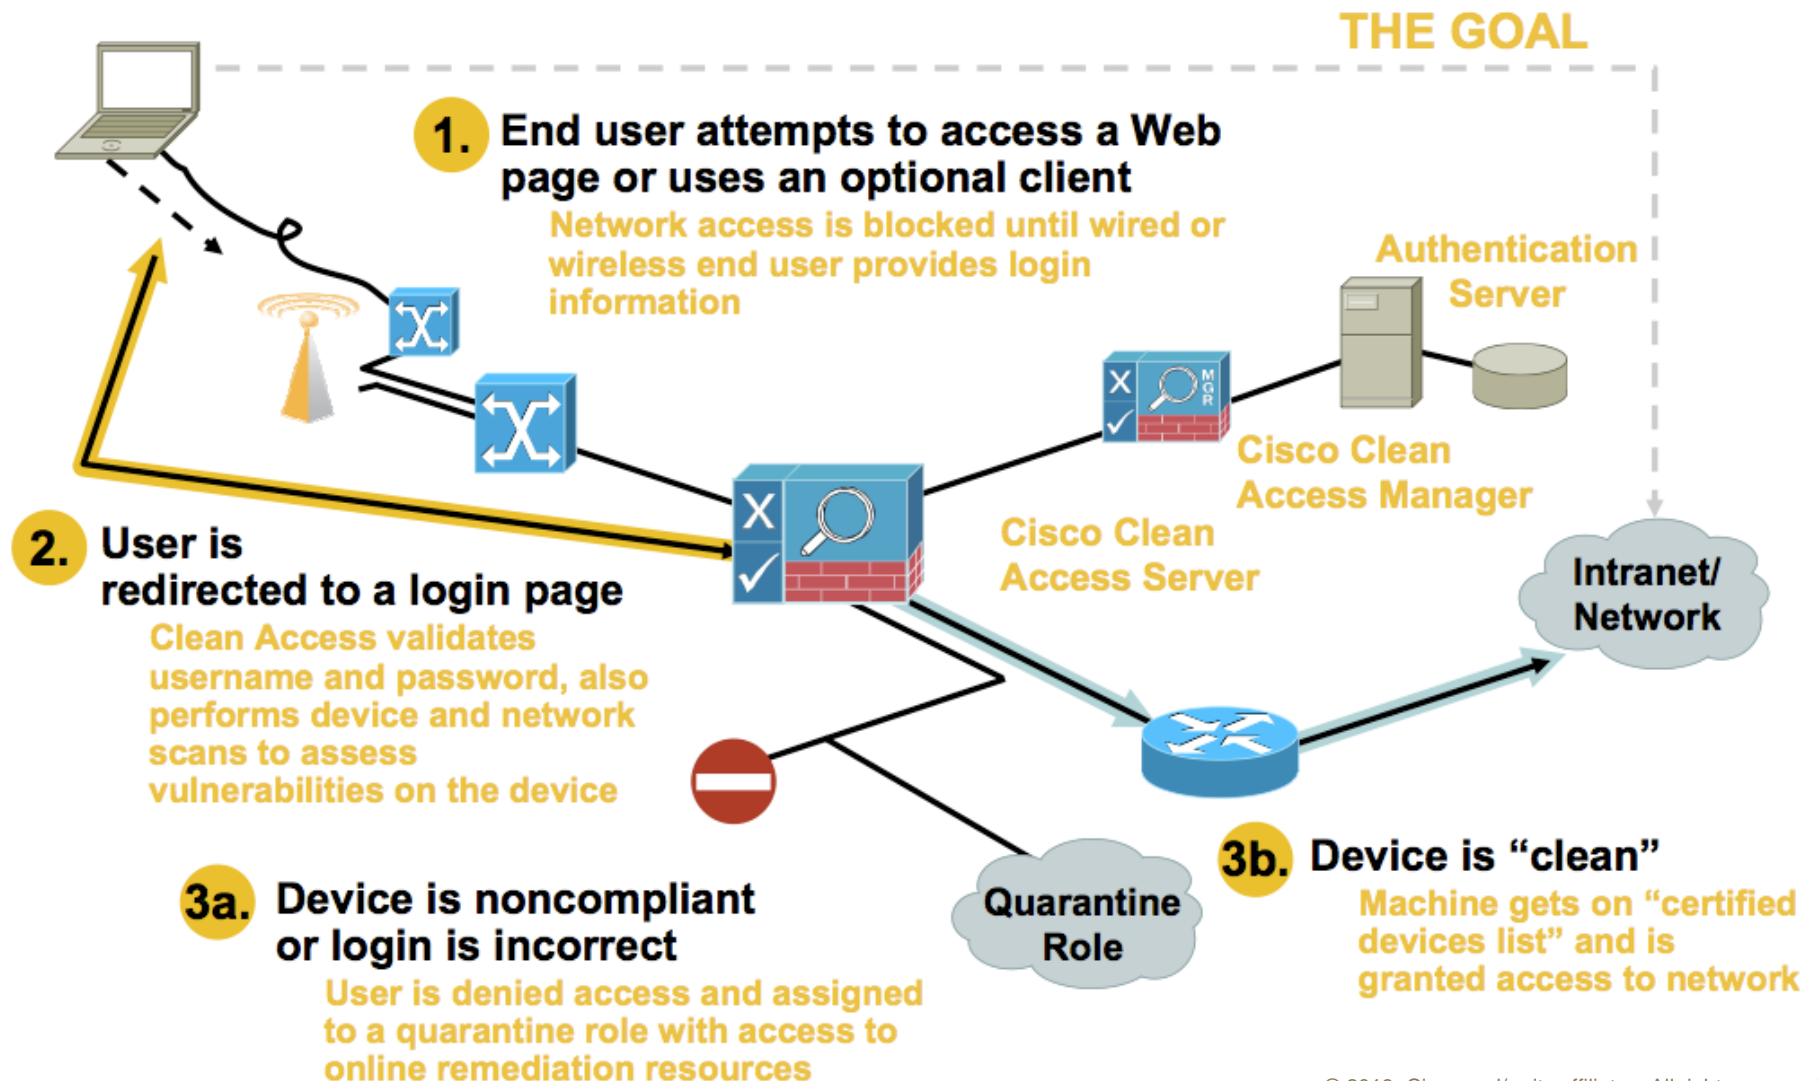 THE GOAL
1. End user attempts to access a Web
page or uses an optional client
Network access is blocked until wired or
wireless end user provides login
information
Authentication
Server
X
MGR
Cisco Clean
Access Manager
X
Cisco Clean
Access Server
2. User is
redirected to a login page
Clean Access validates
username and password, also
performs device and network
scans to assess
vulnerabilities on the device
Intranet/
Network
3a. Device is noncompliant
or login is incorrect
User is denied access and assigned
to a quarantine role with access to
online remediation resources
Quarantine
Role
3b. Device is “clean”
Machine gets on “certified
devices list” and is
granted access to network